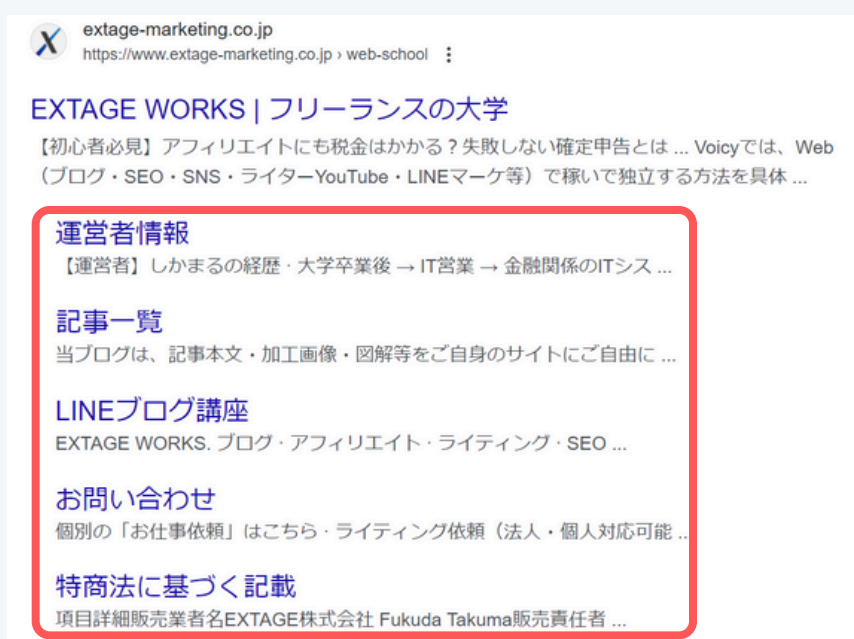 extage-marketing.co.jp
https://www.extage-marketing.co.jp › web-school
EXTAGE WORKS | フリーランスの大学
【初心者必見】アフィリエイトにも税金はかかる？失敗しない確定申告とは ... Voicyでは、Web
（ブログ・SEO・SNS・ライターYouTube・LINEマーケ等）で稼いで独立する方法を具体 ...
運営者情報
【運営者】しかまるの経歴 · 大学卒業後 → IT営業 → 金融関係のITシス ...
記事一覧
当ブログは、記事本文・加工画像・図解等をご自身のサイトにご自由に ...
LINEブログ講座
EXTAGE WORKS. ブログ · アフィリエイト · ライティング · SEO ...
お問い合わせ
個別の「お仕事依頼」はこちら · ライティング依頼（法人・個人対応可能 ..
特商法に基づく記載
項目詳細販売業者名EXTAGE株式会社 Fukuda Takuma販売責任者 ...